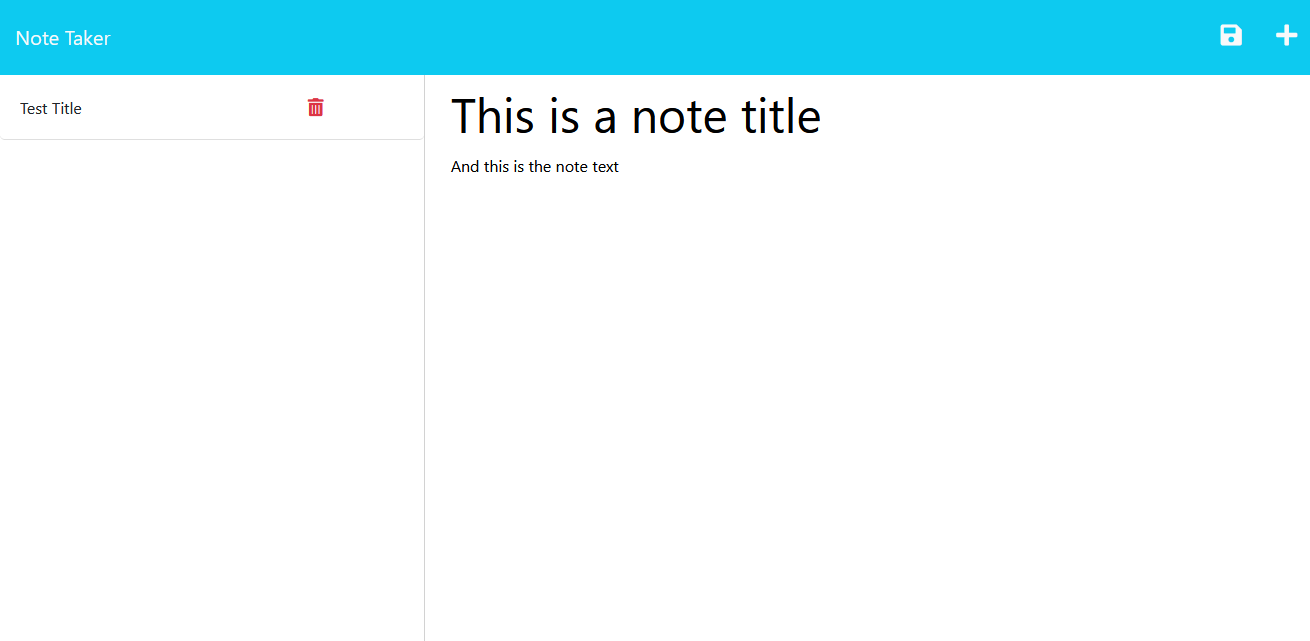 Note Taker
Test Title
This is a note title
And this is the note text